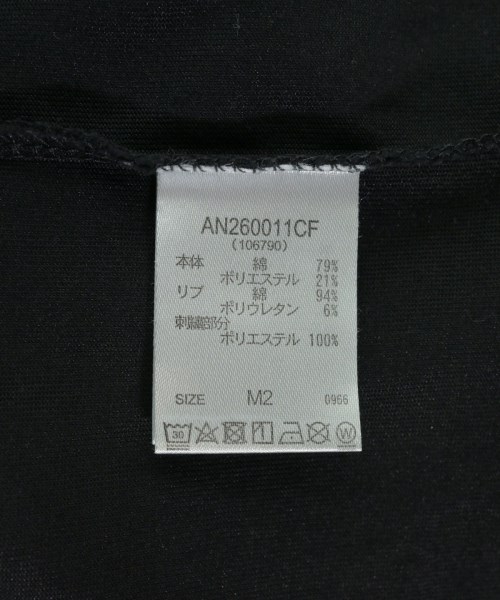 AN260011CF
(106790)
本体 綿 79%
ポリエステル 21%
リブ 綿 94%
ポリウレタン 6%
刺繍部分
ポリエステル 100%
SIZE M2 0966
30 W